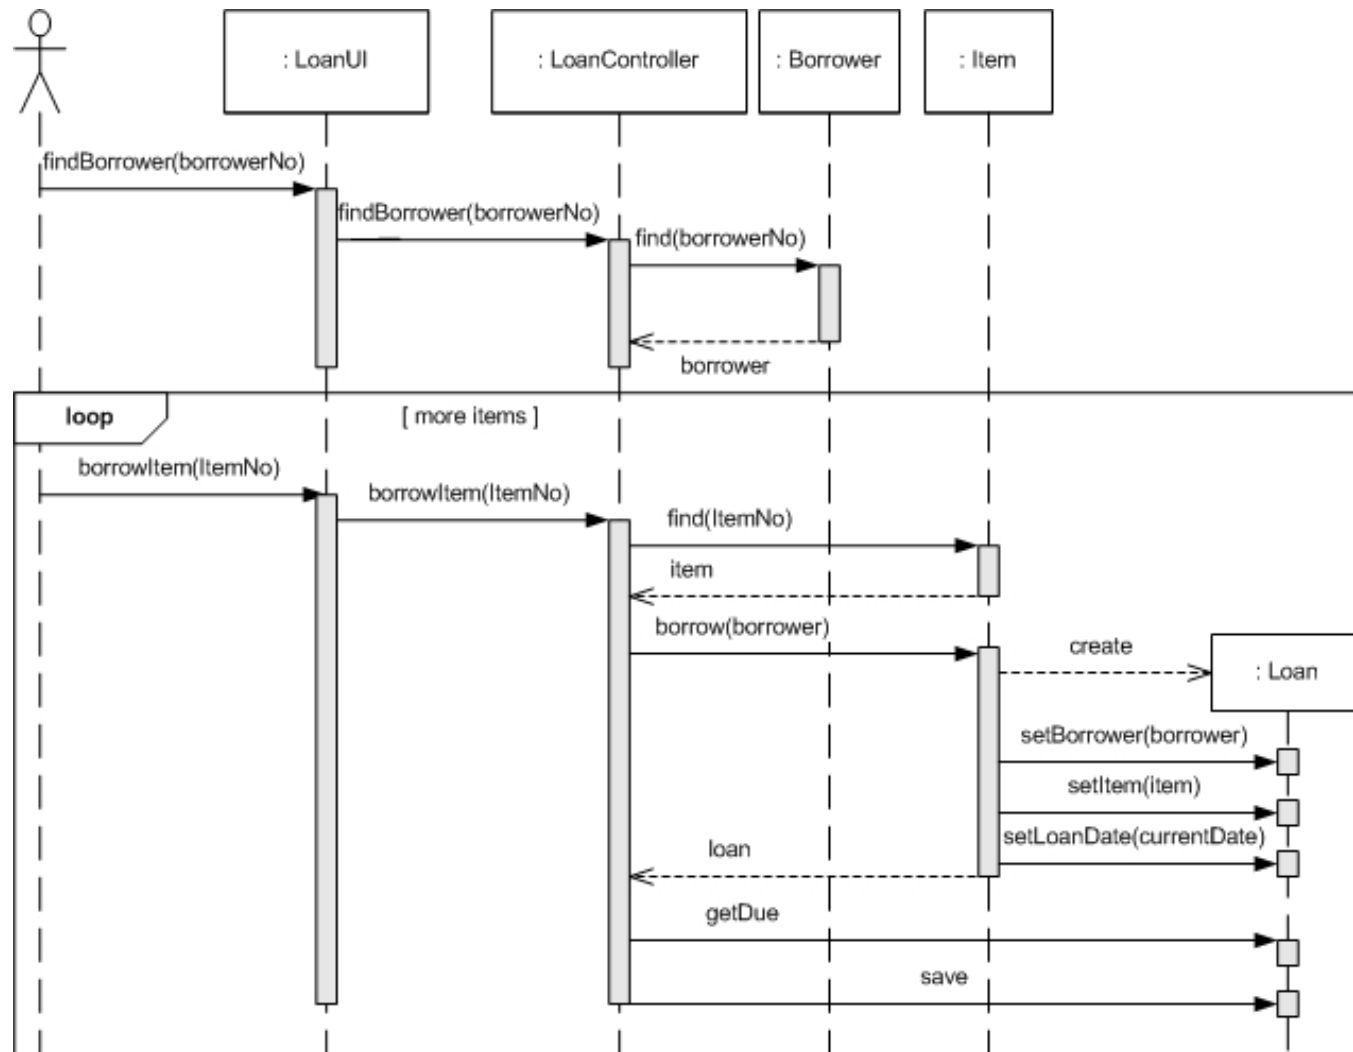 : LoanUI
: LoanController
: Borrower
: Item
findBorrower(borrowerNo)
findBorrower(borrowerNo)
find(borrowerNo)
borrower
loop
[ more items ]
borrowItem(ItemNo)
borrowItem(ItemNo)
find(ItemNo)
item
borrow(borrower)
create
: Loan
setBorrower(borrower)
setItem(item)
setLoanDate(currentDate)
loan
getDue
save